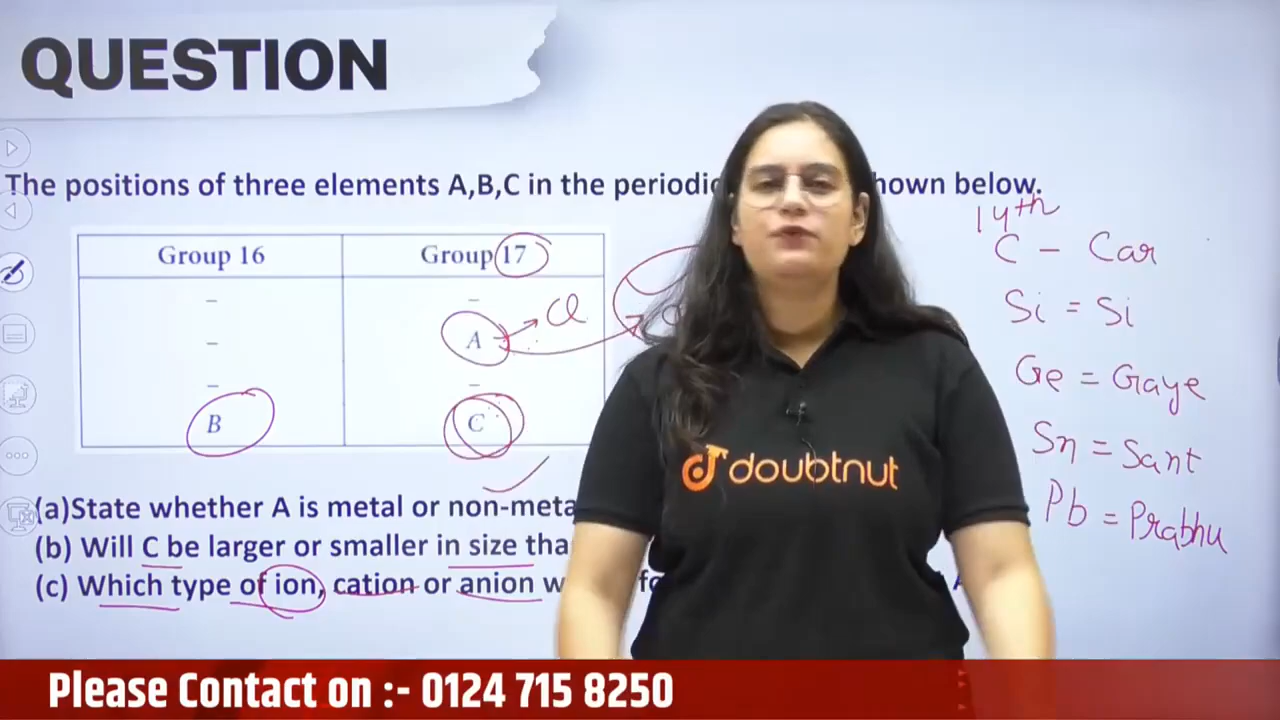 QUESTION
The positions of three elements A,B,C in the periodic hown below.
Group 16 Group 17
– –
– A Cl
– –
B C
(a)State whether A is metal or non-meta
(b) Will C be larger or smaller in size tha
(c) Which type of ion, cation or anion w fo
14th
C – Car
Si = Si
Ge = Gaye
Sn = Sant
Pb = Prabhu
doubtnut
Please Contact on :- 0124 715 8250